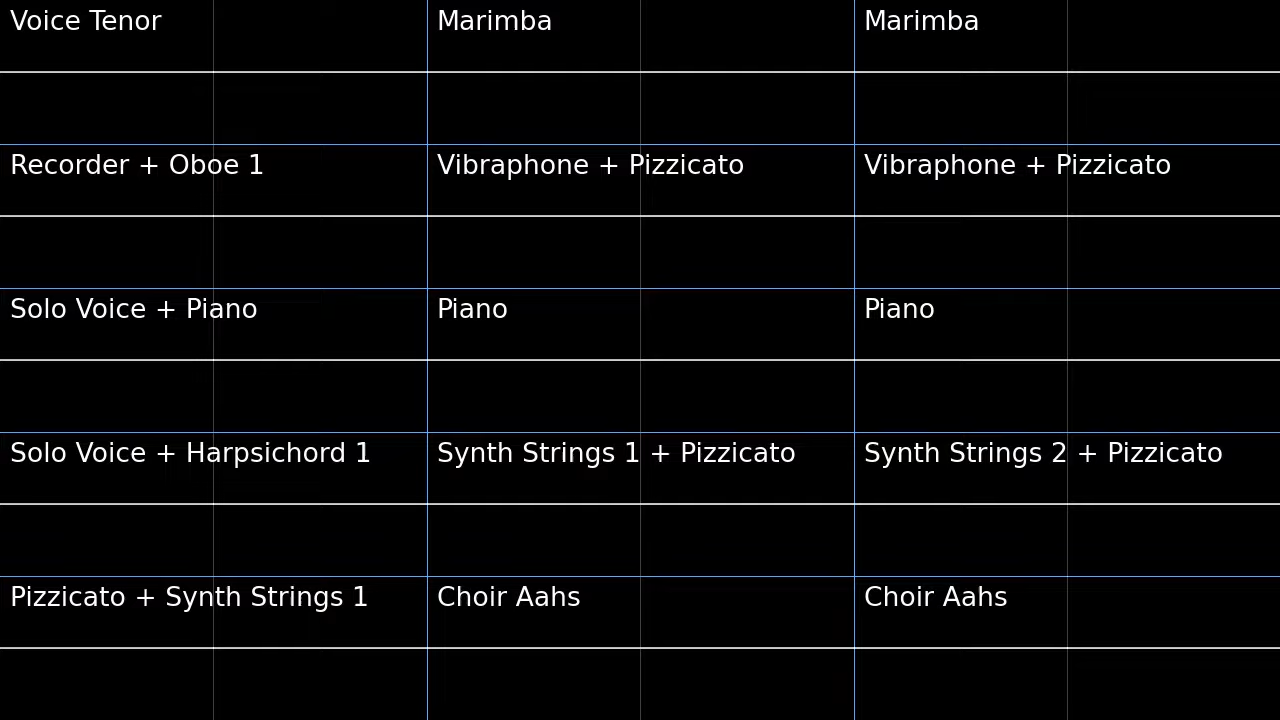 Voice Tenor
Marimba
Marimba
Recorder + Oboe 1
Vibraphone + Pizzicato
Vibraphone + Pizzicato
Solo Voice + Piano
Piano
Piano
Solo Voice + Harpsichord 1
Synth Strings 1 + Pizzicato
Synth Strings 2 + Pizzicato
Pizzicato + Synth Strings 1
Choir Aahs
Choir Aahs